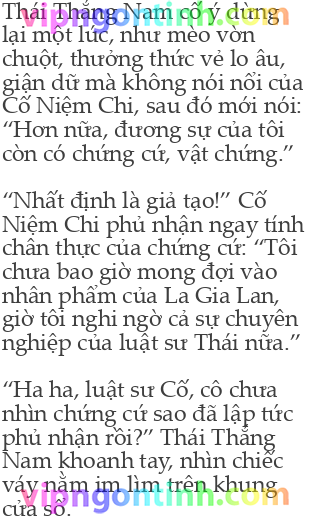 Thái Thắng Nam cố ý dừng
vipngontinh.com
lại một lúc, như mèo vờn
chuột, thưởng thức vẻ lo âu,
giận dữ mà không nói nổi của
Cố Niệm Chi, sau đó mới nói:
“Hơn nữa, đương sự của tôi
còn có chứng cứ, vật chứng.”
“Nhất định là giả tạo!” Cố
Niệm Chi phủ nhận ngay tính
chân thực của chứng cứ: “Tôi
chưa bao giờ mong đợi vào
nhân phẩm của La Gia Lan,
giờ tôi nghi ngờ cả sự chuyên
nghiệp của luật sư Thái nữa.”
“Ha ha, luật sư Cố, cô chưa
nhìn chứng cứ sao đã lập tức
phủ nhận rồi?” Thái Thắng
Nam khoanh tay, nhìn chiếc
váy nằm im lìm trên khung
vipngontinh.com
cửa sổ.